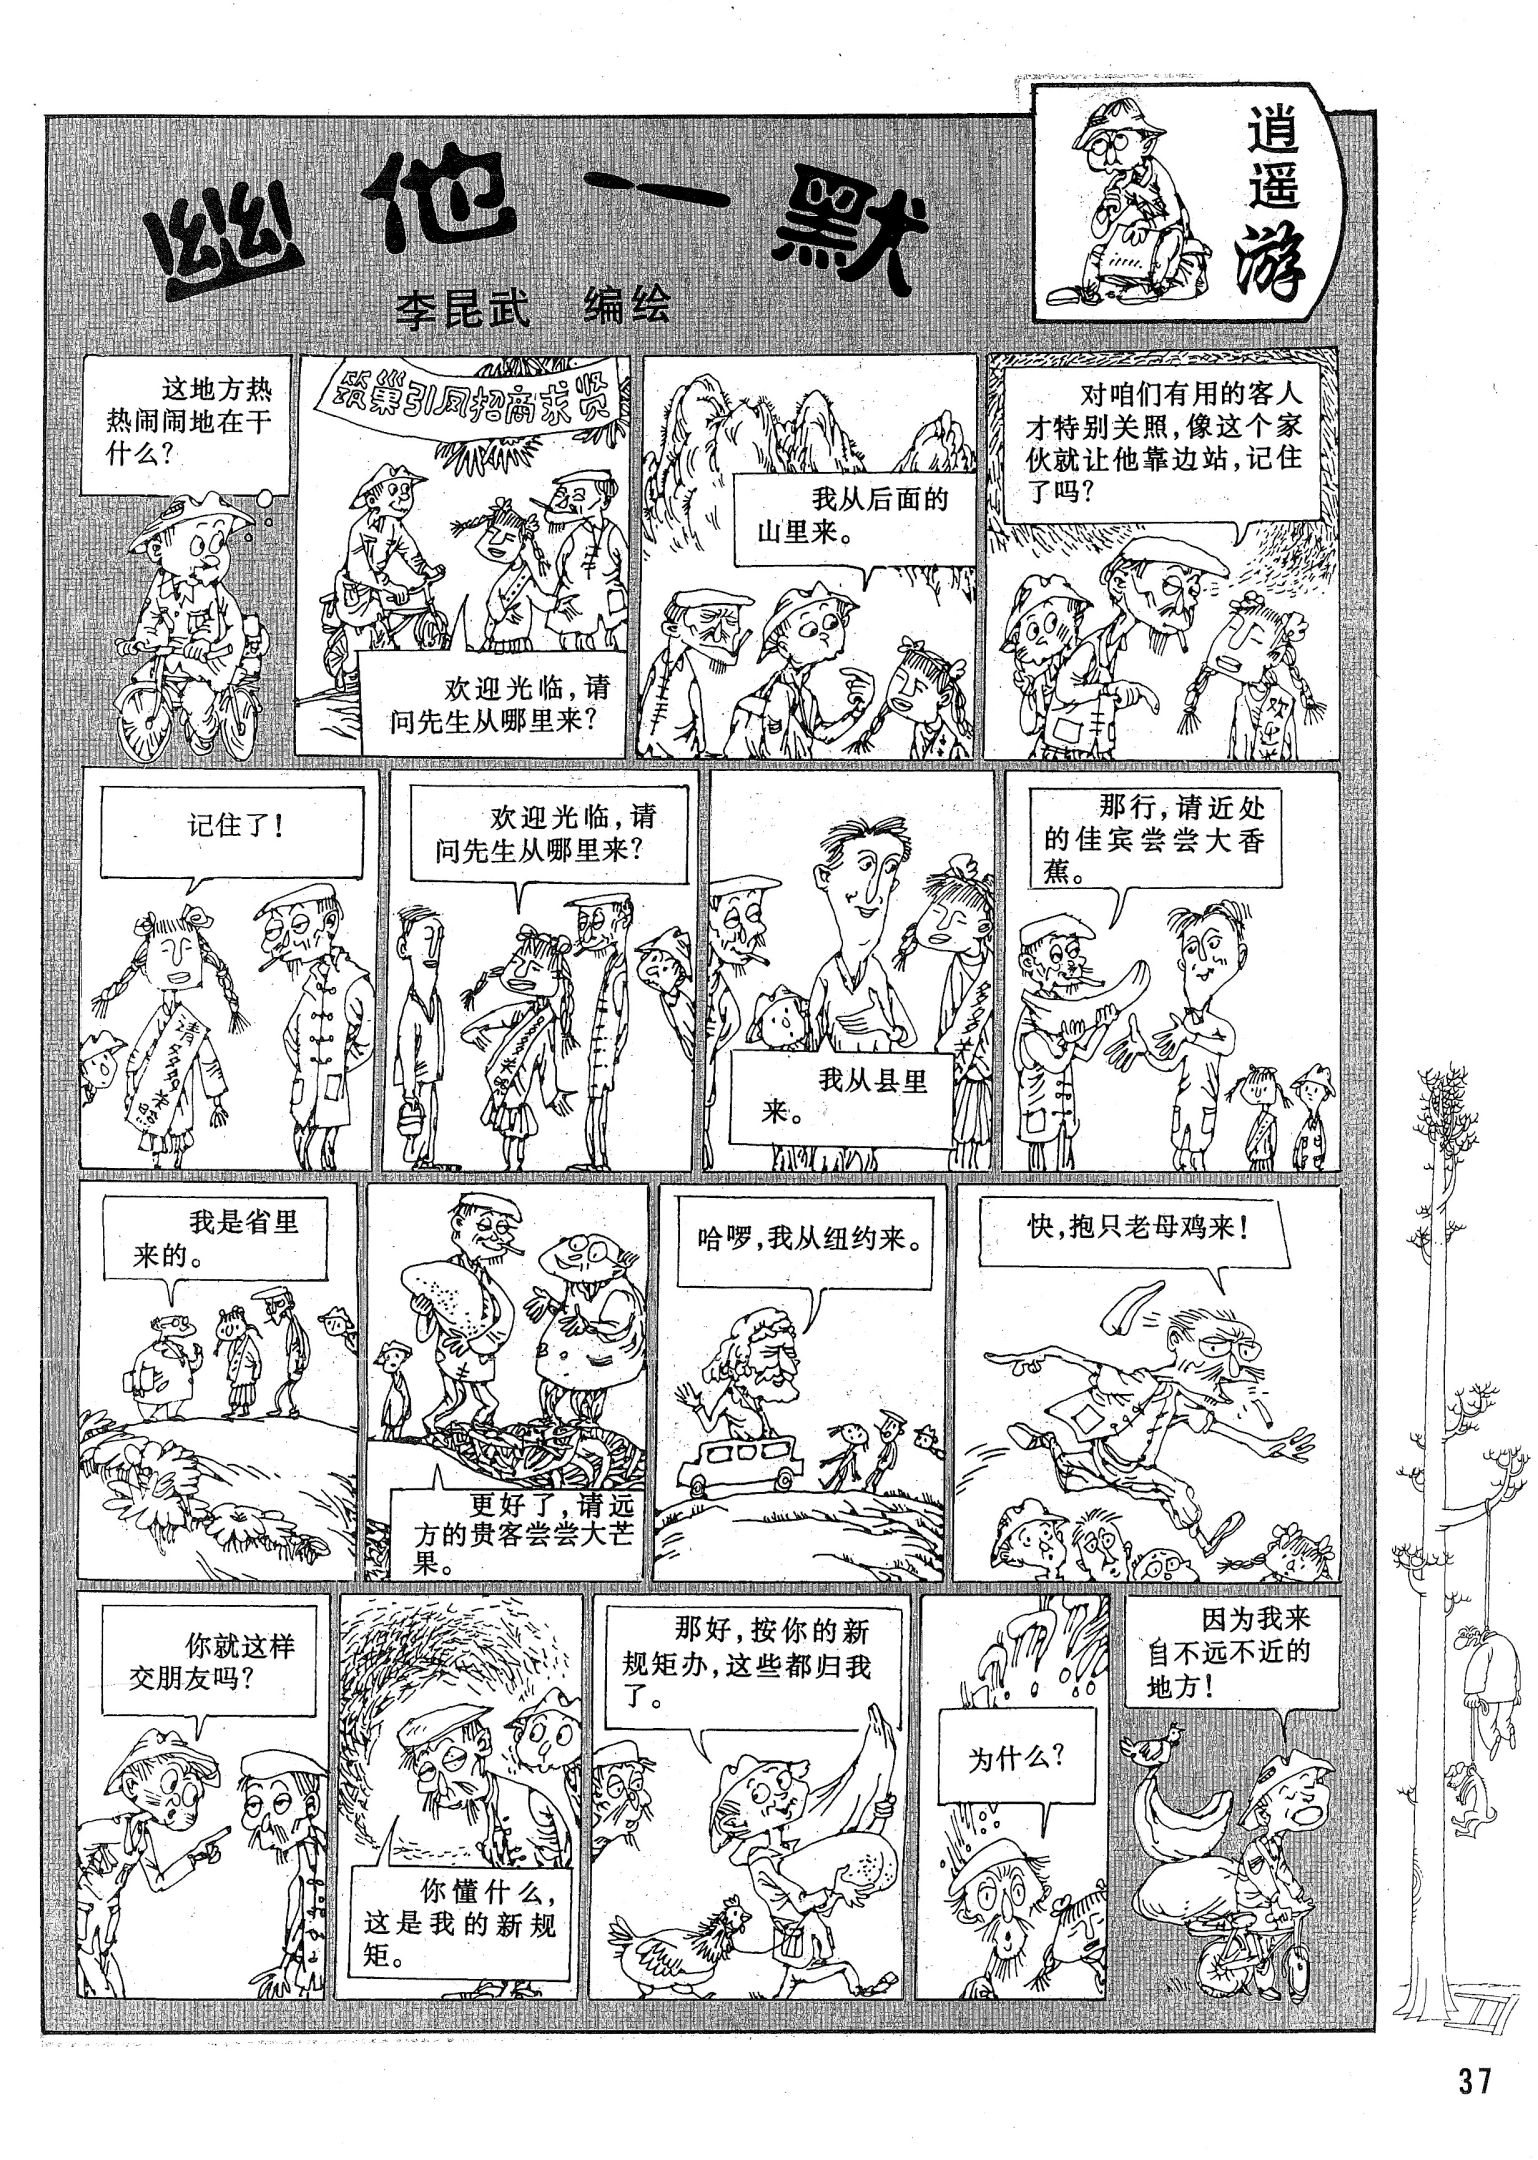 逍遥游
幽他一默
李昆武 编绘
这地方热
热闹闹地在干
什么？
筑巢引凤招商求贤
欢迎光临，请
问先生从哪里来？
我从后面的
山里来。
对咱们有用的客人
才特别关照，像这个家
伙就让他靠边站，记住
了吗？
记住了！
欢迎光临，请
问先生从哪里来？
我从县里
来。
那行，请近处
的佳宾尝尝大香
蕉。
我是省里
来的。
更好了，请远
方的贵客尝尝大芒
果。
哈啰，我从纽约来。
快，抱只老母鸡来！
你就这样
交朋友吗？
你懂什么，
这是我的新规
矩。
那好，按你的新
规矩办，这些都归我
了。
为什么？
因为我来
自不远不近的
地方！
37